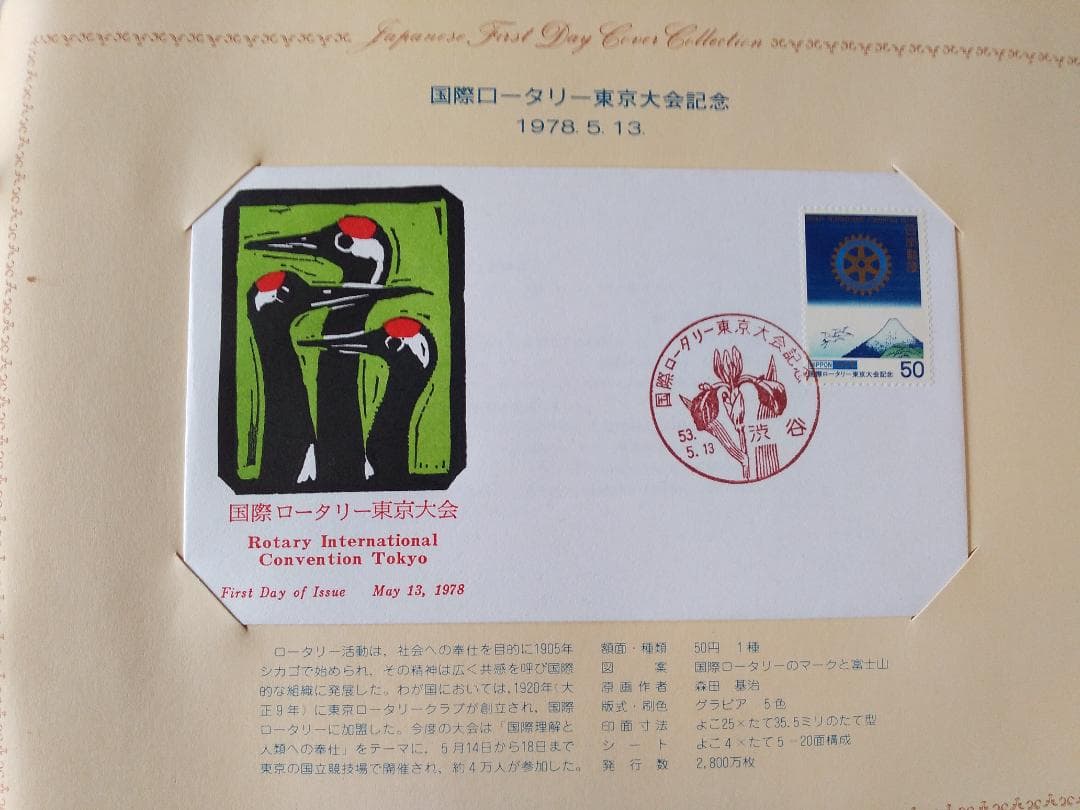 Japanese First Day Cover Collection
国際ロータリー東京大会記念
1978. 5. 13.
国際ロータリー東京大会記念
NIPPON
国際ロータリー東京大会記念 50
国際ロータリー東京大会記念
53.
5. 13
渋谷
国際ロータリー東京大会
Rotary International
Convention Tokyo
First Day of Issue May 13, 1978
ロータリー活動は、社会への奉仕を目的に1905年
シカゴで始められ、その精神は広く共感を呼び国際
的な組織に発展した。わが国においては、1920年(大
正9年)に東京ロータリークラブが創立され、国際
ロータリーに加盟した。今度の大会は「国際理解と
人類への奉仕」をテーマに、5月14日から18日まで
東京の国立競技場で開催され、約4万人が参加した。
額面・種類 50円 1種
図案 国際ロータリーのマークと富士山
原画作者 森田 基治
版式・刷色 グラビア 5色
印面寸法 よこ25×たて35.5ミリのたて型
シート よこ4×たて5-20面構成
発行数 2,800万枚